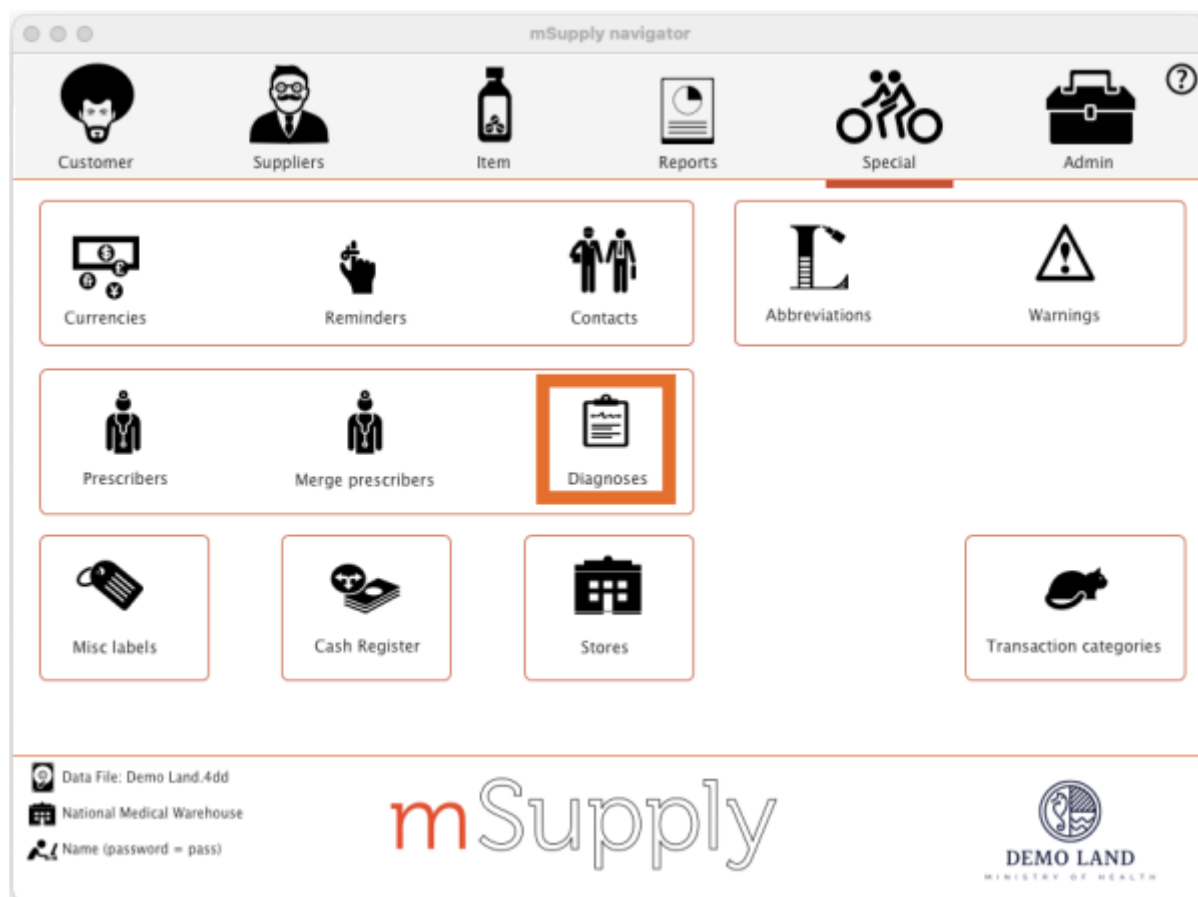 mSupply navigator
?
Customer Suppliers Item Reports Special Admin
Currencies Reminders Contacts Abbreviations Warnings
Prescribers Merge prescribers Diagnoses
Misc labels Cash Register Stores Transaction categories
Data File: Demo Land.4dd
National Medical Warehouse
Name (password = pass)
mSupply
DEMO LAND
MINISTRY OF HEALTH